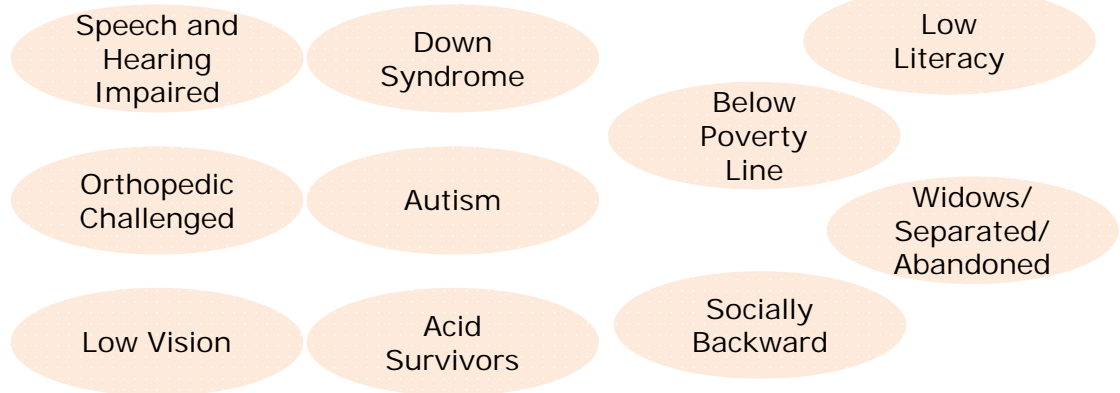 Speech and
Hearing
Impaired
Down
Syndrome
Low
Literacy
Below
Poverty
Line
Orthopedic
Challenged
Autism
Widows/
Separated/
Abandoned
Low Vision
Acid
Survivors
Socially
Backward